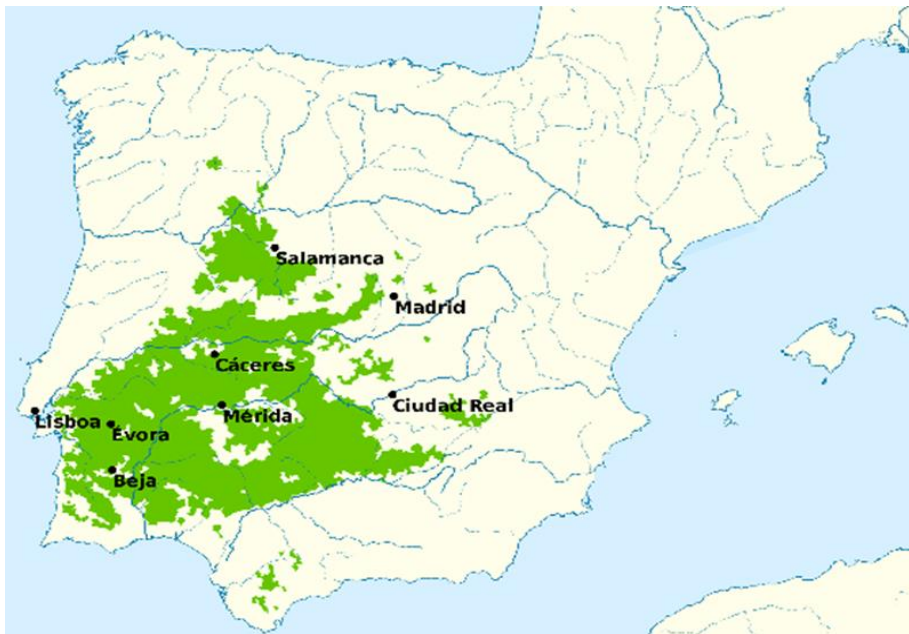 Salamanca
Madrid
Cáceres
Ciudad Real
Mérida
Lisboa
Évora
Beja